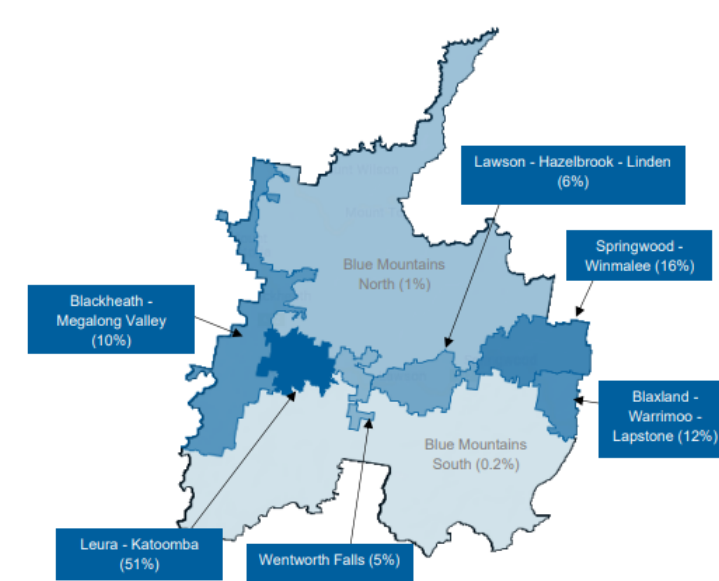 Lawson - Hazelbrook - Linden
(6%)
Springwood -
Winmalee (16%)
Blue Mountains
North (1%)
Blackheath -
Megalong Valley
(10%)
Blaxland -
Warrimoo -
Lapstone (12%)
Blue Mountains
South (0.2%)
Leura - Katoomba
(51%)
Wentworth Falls (5%)